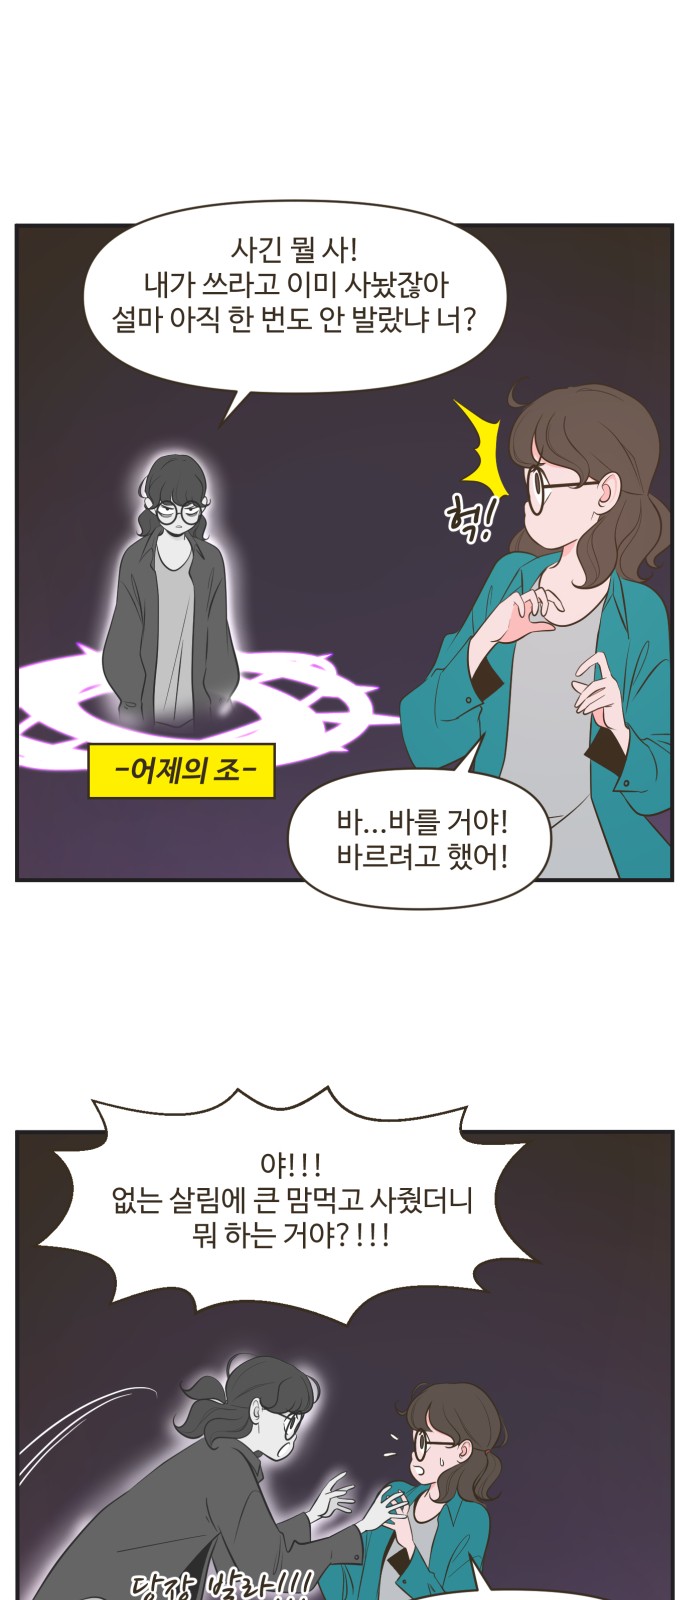 사긴 뭘 사!
내가 쓰라고 이미 사놨잖아
설마 아직 한 번도 안 발랐냐 너?
헉!
-어제의 조-
바...바를 거야!
바르려고 했어!
야!!!
없는 살림에 큰 맘먹고 사줬더니
뭐 하는 거야?!!!
당장 발라!!!